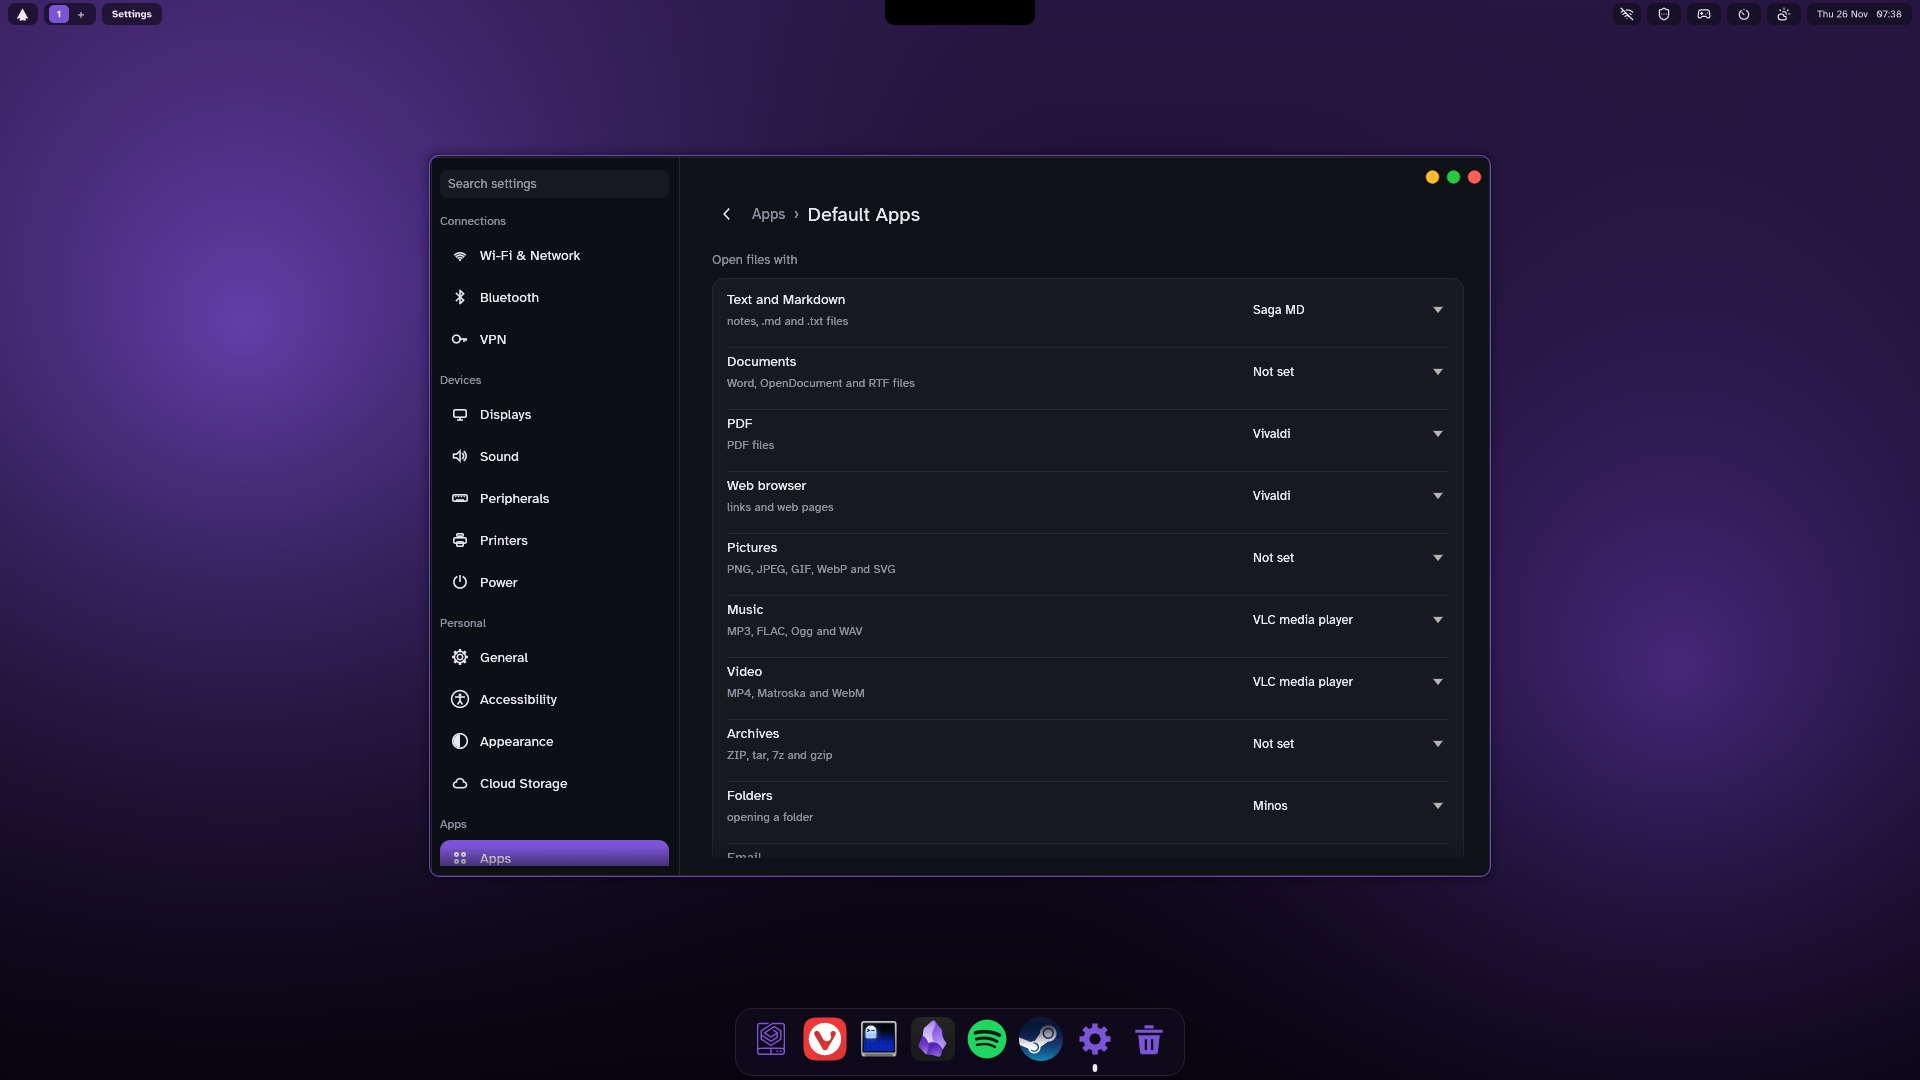 1 + Settings
Thu 26 Nov 07:38
Search settings
Connections
Wi-Fi & Network
Bluetooth
VPN
Devices
Displays
Sound
Peripherals
Printers
Power
Personal
General
Accessibility
Appearance
Cloud Storage
Apps
Apps
Apps › Default Apps
Open files with
Text and Markdown
notes, .md and .txt files
Saga MD
Documents
Word, OpenDocument and RTF files
Not set
PDF
PDF files
Vivaldi
Web browser
links and web pages
Vivaldi
Pictures
PNG, JPEG, GIF, WebP and SVG
Not set
Music
MP3, FLAC, Ogg and WAV
VLC media player
Video
MP4, Matroska and WebM
VLC media player
Archives
ZIP, tar, 7z and gzip
Not set
Folders
opening a folder
Minos
Email